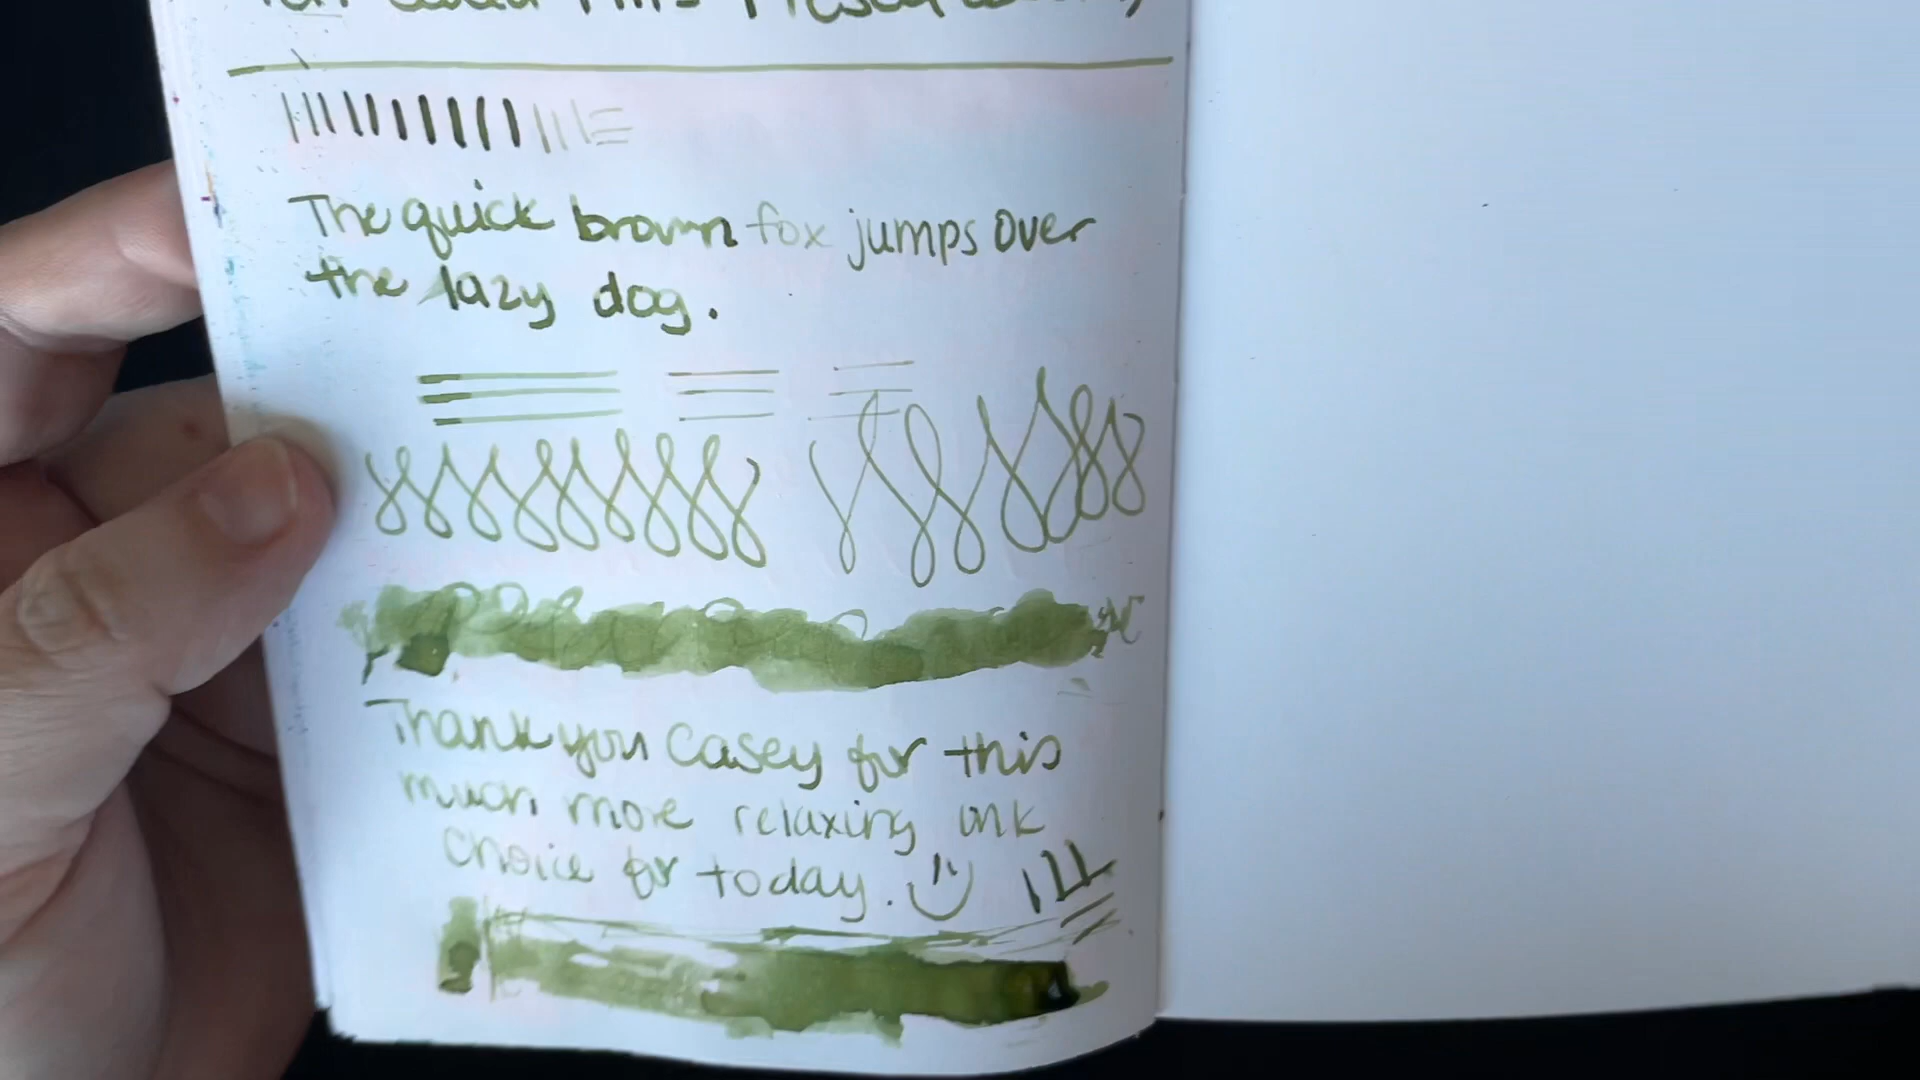 The quick brown fox jumps over
the lazy dog.
Thank you Casey for this
much more relaxing ink
choice for today.